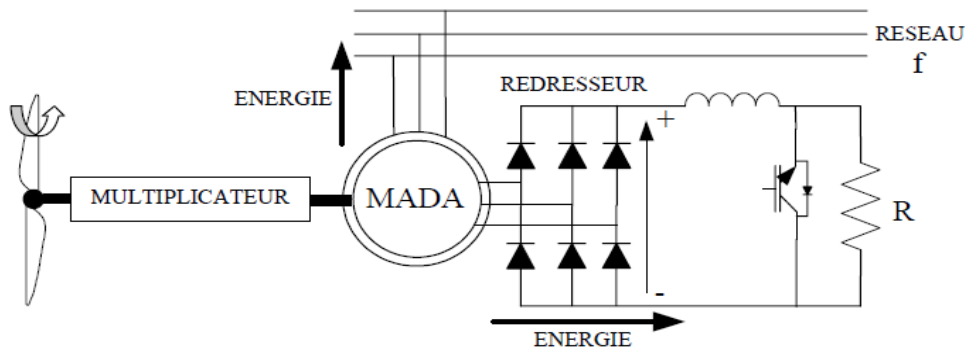 RESEAU
f
ENERGIE
REDRESSEUR
+
MULTIPLICATEUR
MADA
R
-
ENERGIE